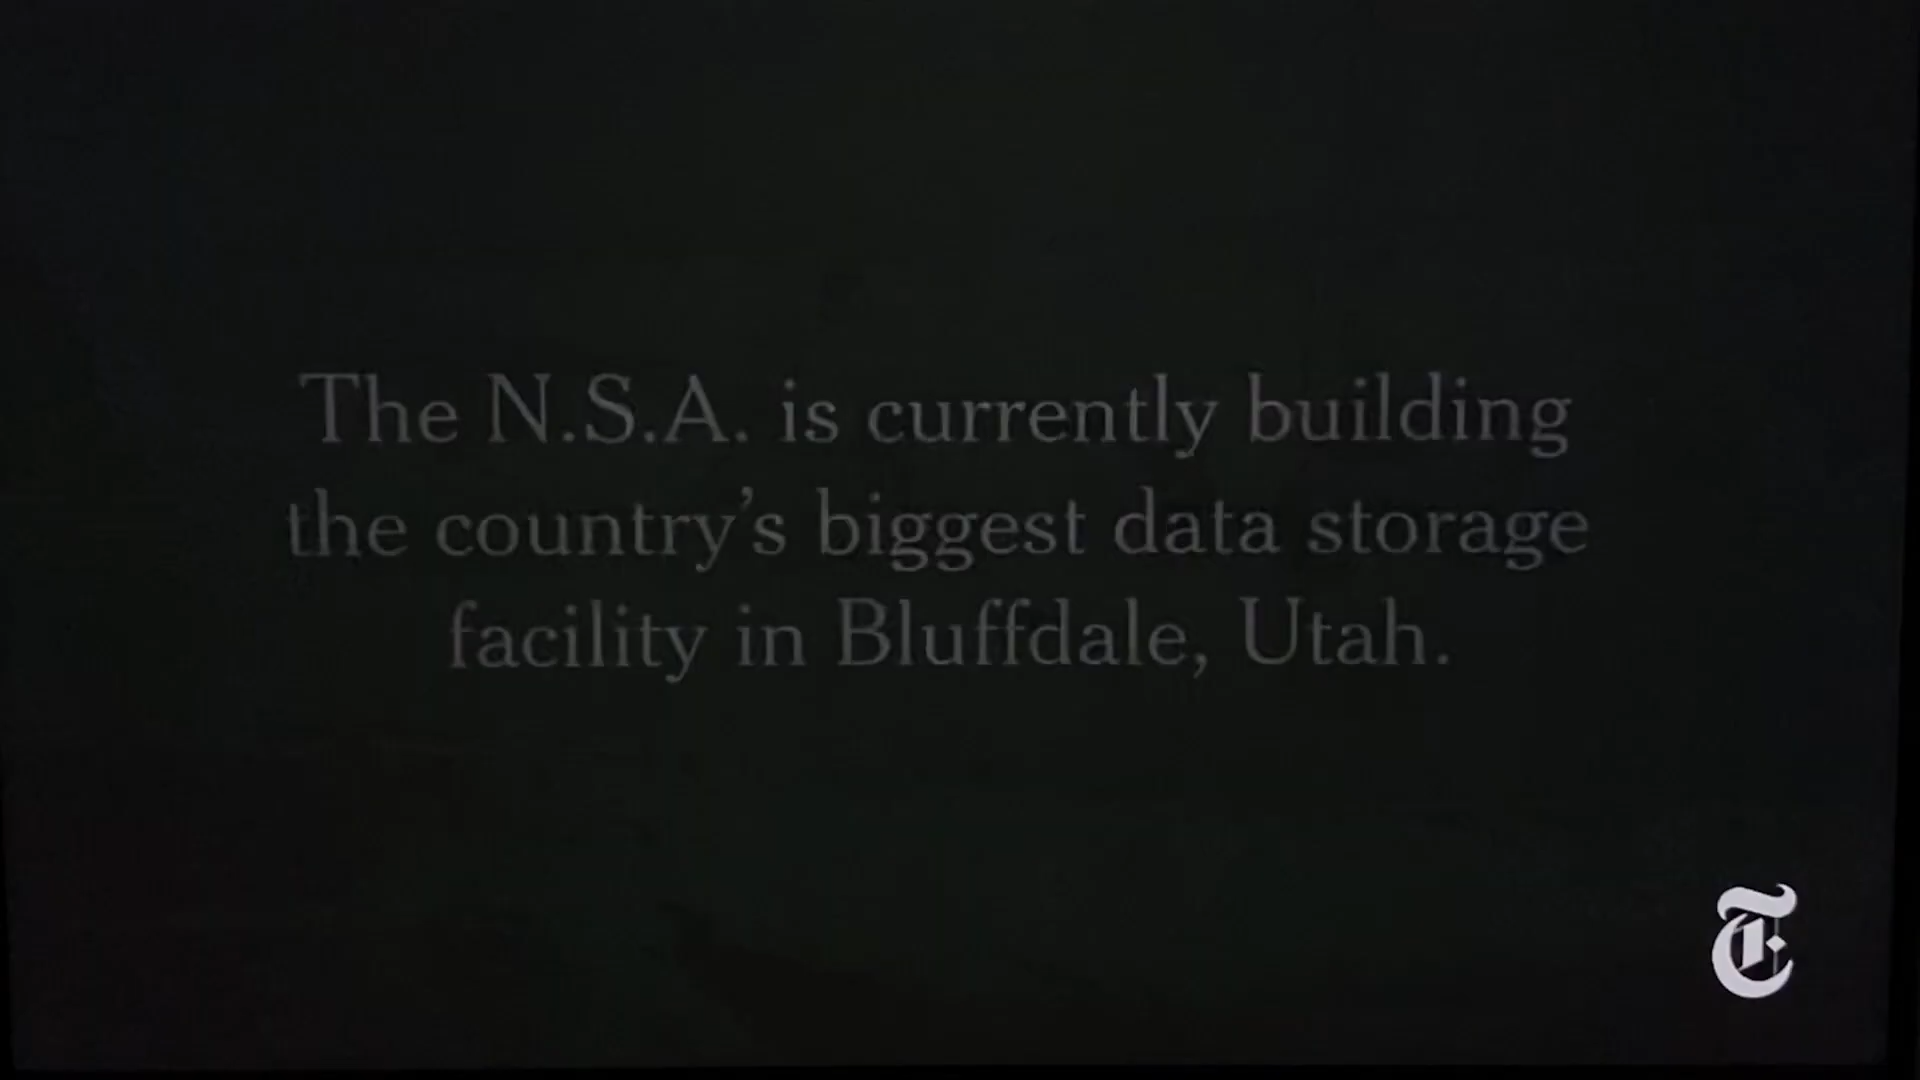 The N.S.A. is currently building
the country’s biggest data storage
facility in Bluffdale, Utah.
T